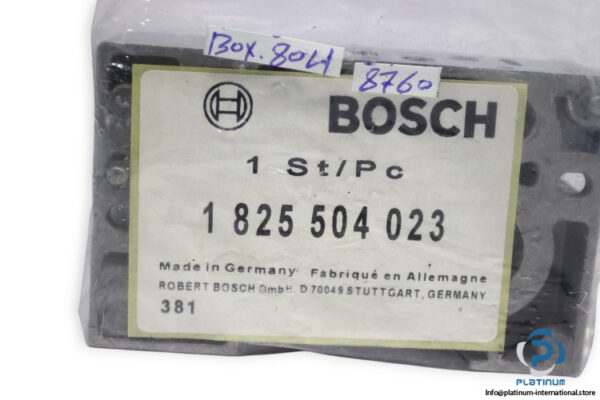 Box.804
8760
BOSCH
1 St/Pc
1 825 504 023
Made in Germany Fabriqué en Allemagne
ROBERT BOSCH GmbH. D 70049 STUTTGART, GERMANY
381
PLATINUM
Info@platinum-international.store